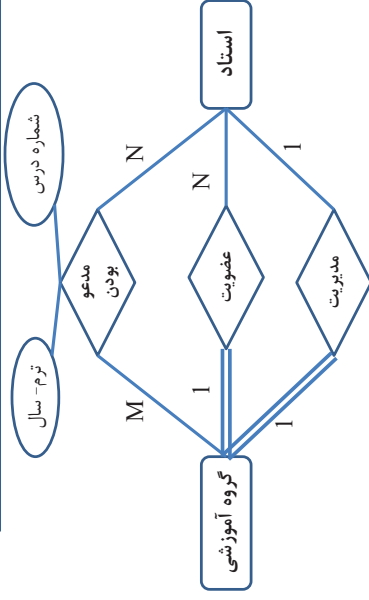 شماره درس
ترم- سال
مدعو
بودن
N
M
استاد
عضویت
N
1
گروه آموزشی
مدیریت
1
1